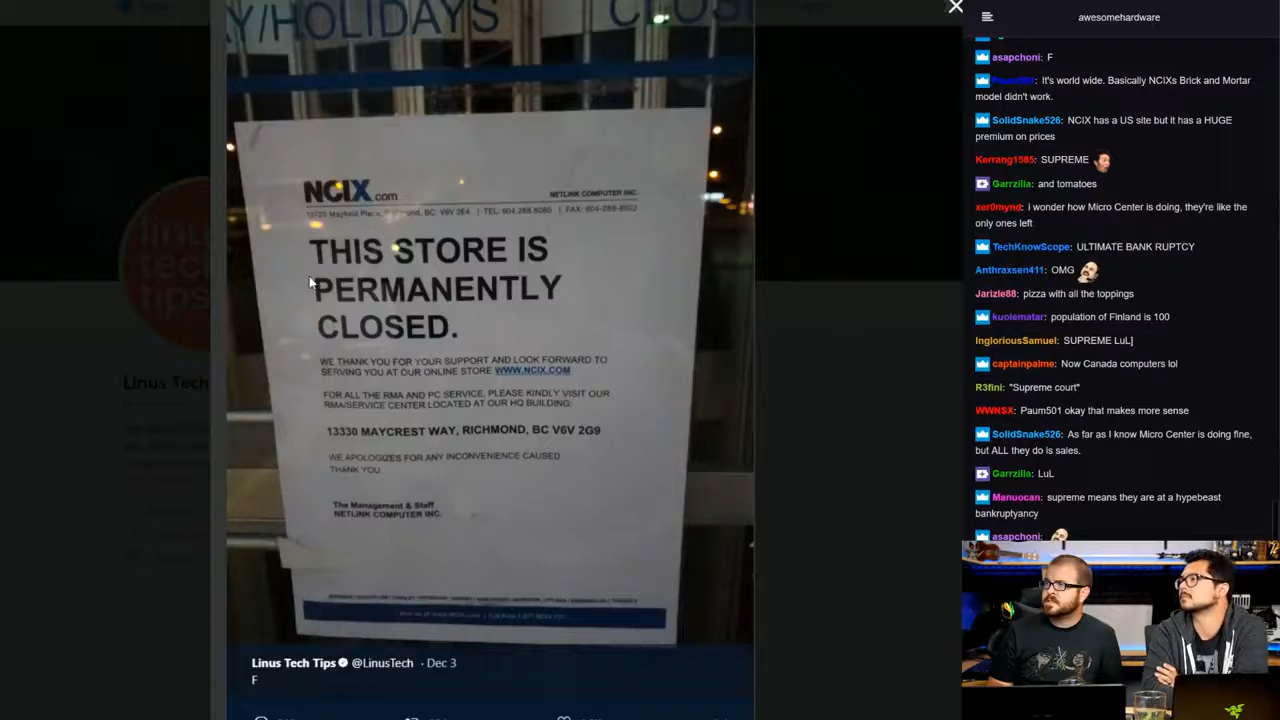 Y/HOLIDAYS
CLOS
NCIX.com
NETLINK COMPUTER INC.
THIS STORE IS
PERMANENTLY
CLOSED.
WE THANK YOU FOR YOUR SUPPORT AND LOOK FORWARD TO
SERVING YOU AT OUR ONLINE STORE WWW.NCIX.COM
FOR ALL THE RMA AND PC SERVICE, PLEASE KINDLY VISIT OUR
RMA/SERVICE CENTER LOCATED AT OUR HQ BUILDING:
13330 MAYCREST WAY, RICHMOND, BC V6V 2G9
WE APOLOGIZES FOR ANY INCONVENIENCE CAUSED
THANK YOU
The Management & Staff
NETLINK COMPUTER INC.
linus
tech
tips
Linus Tech
Linus Tech Tips @LinusTech · Dec 3
F
awesomehardware
asapchoni: F
It's world wide. Basically NCIXs Brick and Mortar
model didn't work.
SolidSnake526: NCIX has a US site but it has a HUGE
premium on prices
Kerrang1585: SUPREME
Garrzilla: and tomatoes
xer0mynd: i wonder how Micro Center is doing, they're like the
only ones left
TechKnowScope: ULTIMATE BANK RUPTCY
Anthraxsen411: OMG
Jarizle88: pizza with all the toppings
kuolematar: population of Finland is 100
IngloriousSamuel: SUPREME LuL]
captainpalme: Now Canada computers lol
R3fini: "Supreme court"
WWNSX: Paum501 okay that makes more sense
SolidSnake526: As far as I know Micro Center is doing fine,
but ALL they do is sales.
Garrzilla: LuL
Manuocan: supreme means they are at a hypebeast
bankruptyancy
asapchoni: